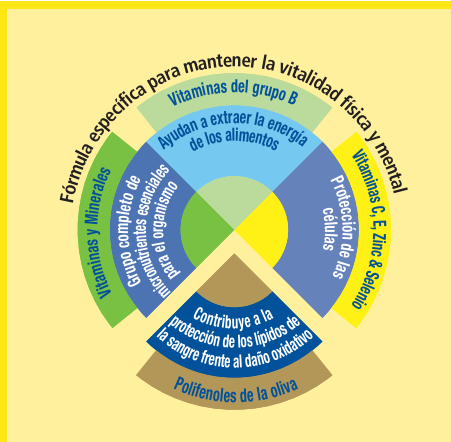 Fórmula específica para mantener la vitalidad física y mental
Vitaminas del grupo B
Ayudan a extraer la energía
de los alimentos
Vitaminas y Minerales
Grupo completo de
micronutrientes esenciales
para el organismo
Vitaminas C, E, Zinc & Selenio
Protección de las
células
Contribuye a la
protección de los lípidos de
la sangre frente al daño oxidativo
Polifenoles de la oliva